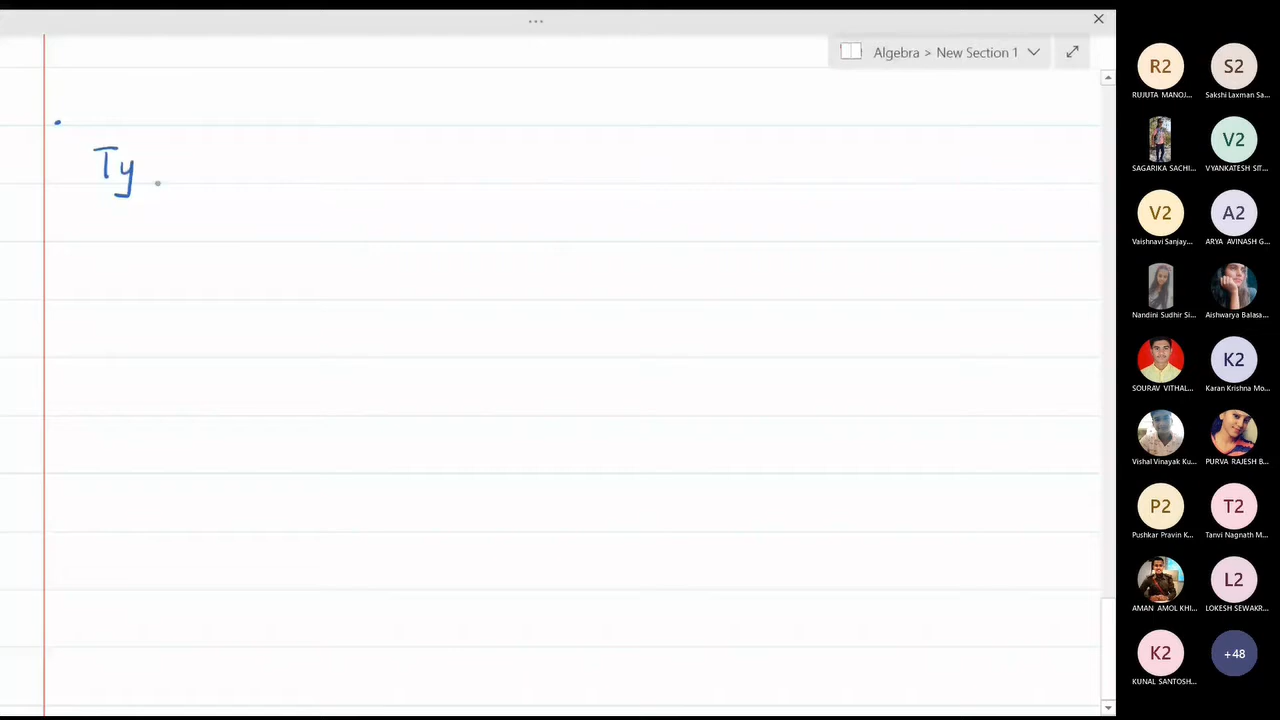 Algebra > New Section 1
Ty
R2
RUJUTA MANOJ...
S2
Sakshi Laxman Sa...
SAGARIKA SACHI...
V2
VYANKATESH SIT...
V2
Vaishnavi Sanjay...
A2
ARYA AVINASH G...
Nandini Sudhir Si...
Aishwarya Balasa...
SOURAV VITHAL...
K2
Karan Krishna Mo...
Vishal Vinayak Ku...
PURVA RAJESH B...
P2
Pushkar Pravin K...
T2
Tanvi Nagnath M...
AMAN AMOL KHI...
L2
LOKESH SEWAKR...
K2
KUNAL SANTOSH...
+48